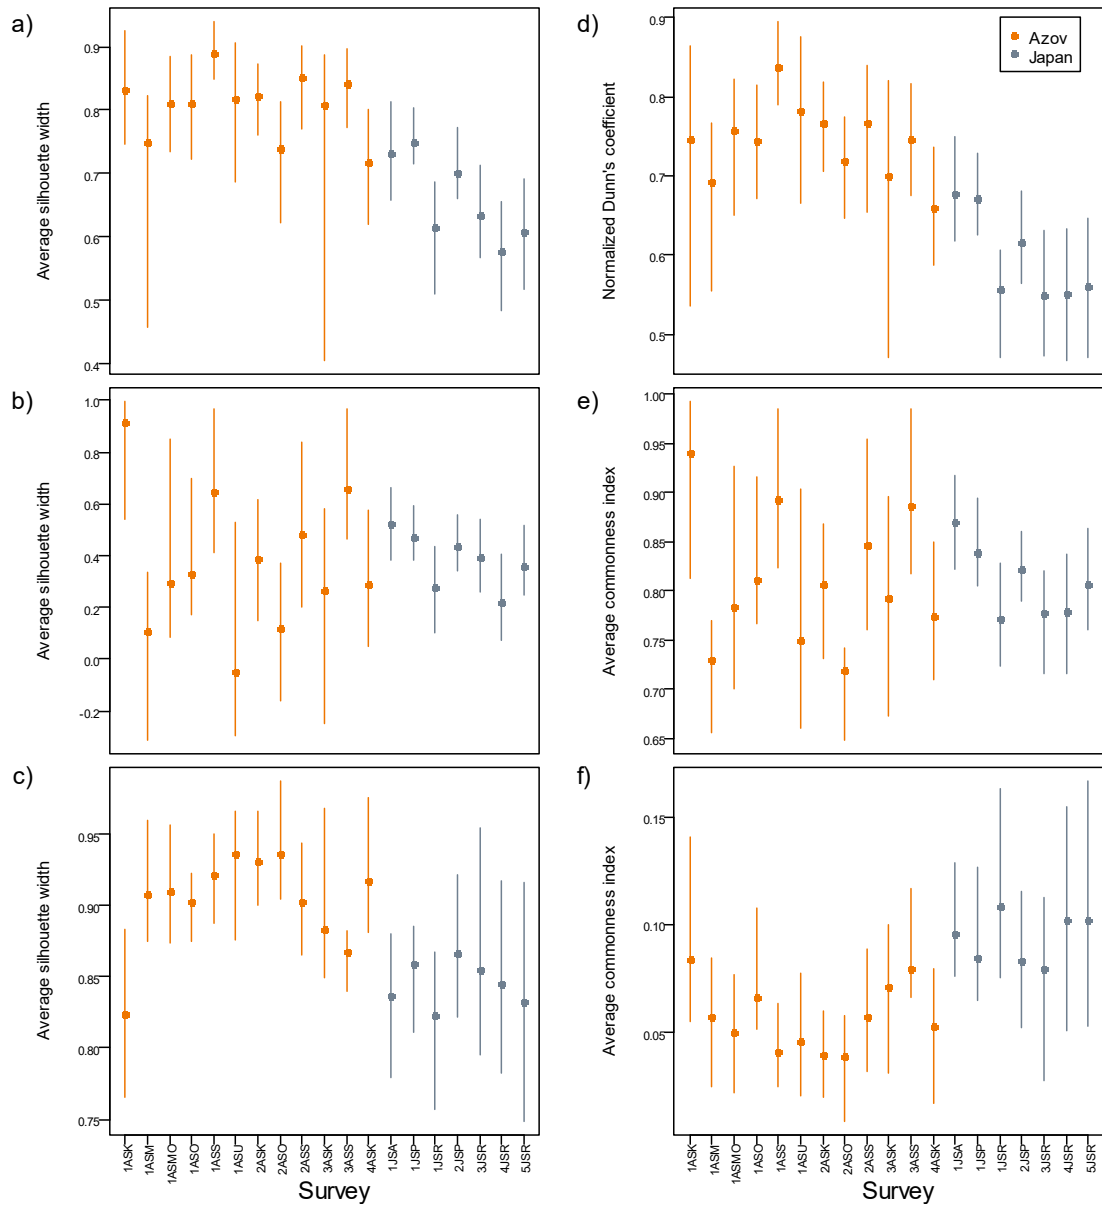 a)
Average silhouette width
0.9
0.8
0.7
0.6
0.5
0.4
d)
Normalized Dunn's coefficient
0.9
0.8
0.7
0.6
0.5
Azov
Japan
b)
Average silhouette width
1.0
0.8
0.6
0.4
0.2
0.0
-0.2
e)
Average commonness index
1.00
0.95
0.90
0.85
0.80
0.75
0.70
0.65
c)
Average silhouette width
0.95
0.90
0.85
0.80
0.75
1ASK
1ASM
1ASMO
1ASO
1ASS
1ASU
2ASK
2ASO
2ASS
3ASK
3ASS
4ASK
1JSA
1JSP
1JSR
2JSP
3JSR
4JSR
5JSR
Survey
f)
Average commonness index
0.15
0.10
0.05
1ASK
1ASM
1ASMO
1ASO
1ASS
1ASU
2ASK
2ASO
2ASS
3ASK
3ASS
4ASK
1JSA
1JSP
1JSR
2JSP
3JSR
4JSR
5JSR
Survey